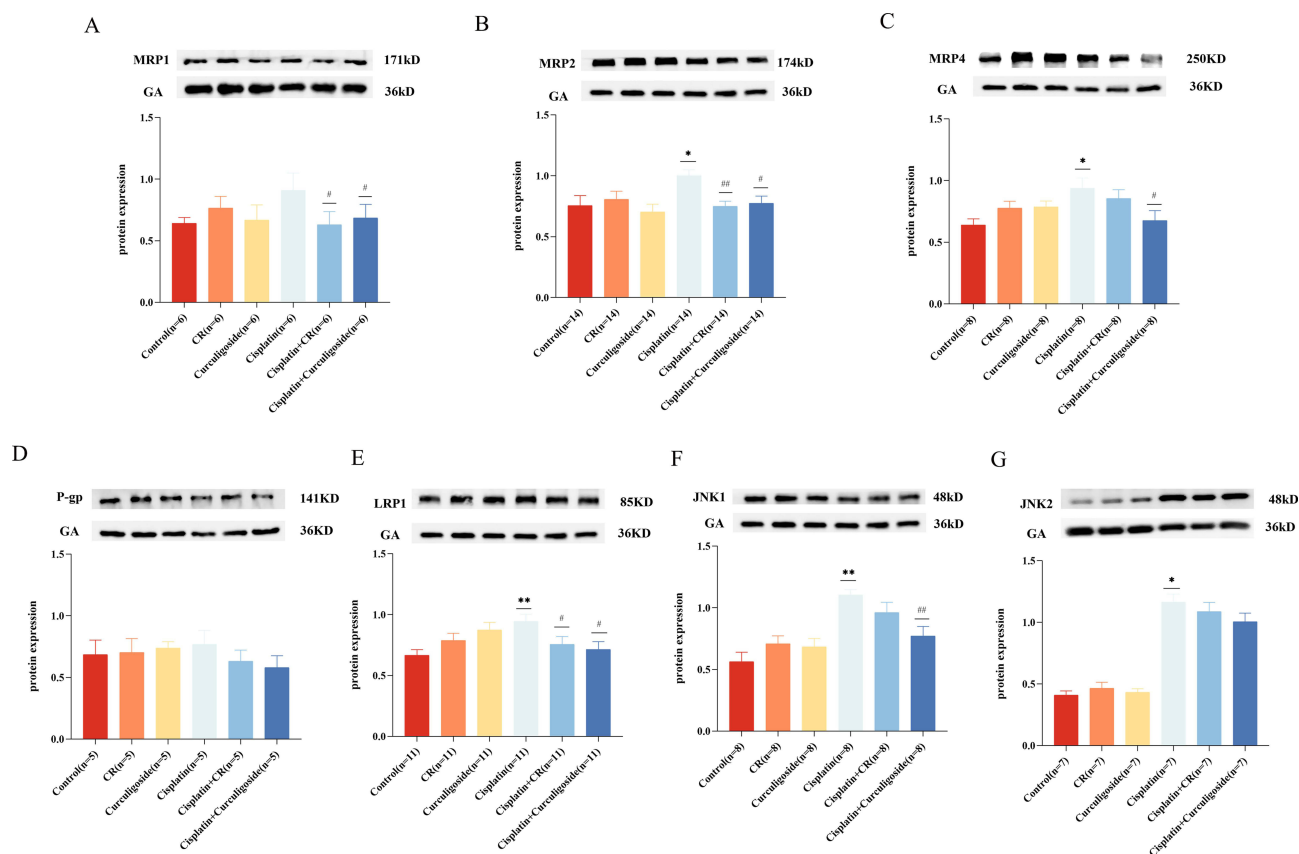 A
MRP1
171kD
GA
36kD
protein expression
1.5
1.0
0.5
0.0
#
#
Control(n=6)
CR(n=6)
Curculigoside(n=6)
Cisplatin(n=6)
Cisplatin+CR(n=6)
Cisplatin+Curculigoside(n=6)
B
MRP2
174kD
GA
36kD
protein expression
1.5
1.0
0.5
0.0
*
##
#
Control(n=14)
CR(n=14)
Curculigoside(n=14)
Cisplatin(n=14)
Cisplatin+CR(n=14)
Cisplatin+Curculigoside(n=14)
C
MRP4
250KD
GA
36KD
protein expression
1.5
1.0
0.5
0.0
*
#
Control(n=8)
CR(n=8)
Curculigoside(n=8)
Cisplatin(n=8)
Cisplatin+CR(n=8)
Cisplatin+Curculigoside(n=8)
D
P-gp
141KD
GA
36KD
protein expression
1.5
1.0
0.5
0.0
Control(n=5)
CR(n=5)
Curculigoside(n=5)
Cisplatin(n=5)
Cisplatin+CR(n=5)
Cisplatin+Curculigoside(n=5)
E
LRP1
85KD
GA
36KD
protein expression
1.5
1.0
0.5
0.0
**
#
#
Control(n=11)
CR(n=11)
Curculigoside(n=11)
Cisplatin(n=11)
Cisplatin+CR(n=11)
Cisplatin+Curculigoside(n=11)
F
JNK1
48kD
GA
36kD
protein expression
1.5
1.0
0.5
0.0
**
##
Control(n=8)
CR(n=8)
Curculigoside(n=8)
Cisplatin(n=8)
Cisplatin+CR(n=8)
Cisplatin+Curculigoside(n=8)
G
JNK2
48kD
GA
36kD
protein expression
1.5
1.0
0.5
0.0
*
Control(n=7)
CR(n=7)
Curculigoside(n=7)
Cisplatin(n=7)
Cisplatin+CR(n=7)
Cisplatin+Curculigoside(n=7)